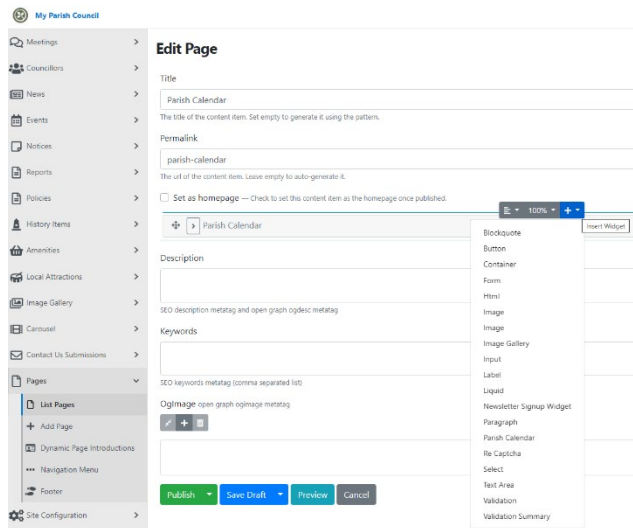 My Parish Council
Meetings
Councillors
News
Events
Notices
Reports
Policies
History Items
Amenities
Local Attractions
Image Gallery
Carousel
Contact Us Submissions
Pages
List Pages
Add Page
Dynamic Page Introductions
Navigation Menu
Footer
Site Configuration
Edit Page
Title
Parish Calendar
The title of the content item. Set empty to generate it using the pattern.
Permalink
parish-calendar
The url of the content item. Leave empty to auto-generate it.
Set as homepage — Check to set this content item as the homepage once published.
100%
Insert Widget
Parish Calendar
Description
SEO description metatag and open graph ogdesc metatag
Keywords
SEO keywords metatag (comma separated list)
OgImage open graph ogimage metatag
Publish
Save Draft
Preview
Cancel
Blockquote
Button
Container
Form
Html
Image
Image
Image Gallery
Input
Label
Liquid
Newsletter Signup Widget
Paragraph
Parish Calendar
Re Captcha
Select
Text Area
Validation
Validation Summary